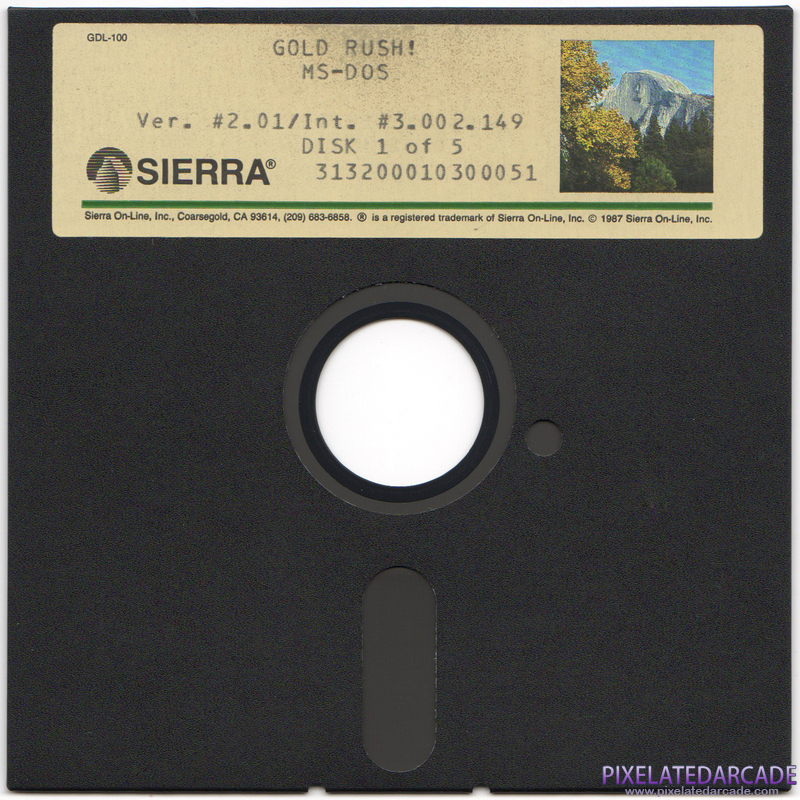 GDL-100
GOLD RUSH!
MS-DOS
Ver. #2.01/Int. #3.002.149
DISK 1 of 5
SIERRA®
313200010300051
Sierra On-Line, Inc., Coarsegold, CA 93614, (209) 683-6858. ® is a registered trademark of Sierra On-Line, Inc. © 1987 Sierra On-Line, Inc.
PIXELATEDARCADE
www.pixelatedarcade.com